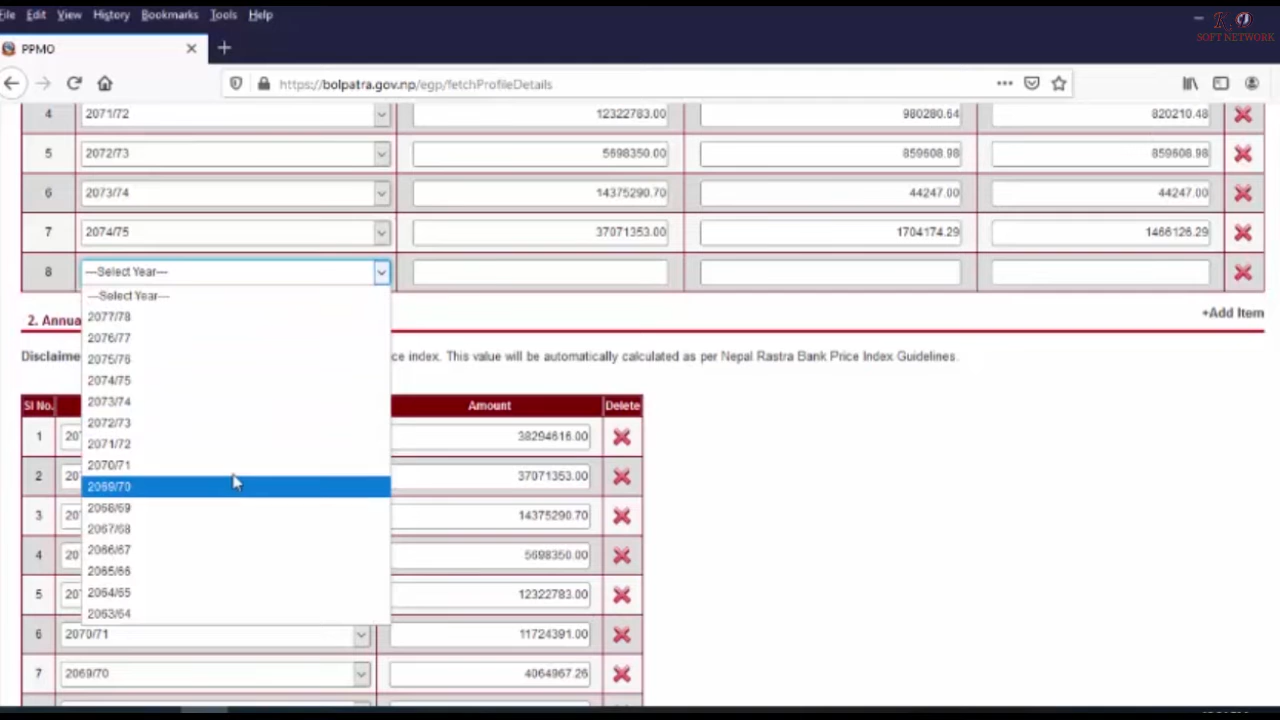 File Edit View History Bookmarks Tools Help
SOFT NETWORK
PPMO
https://bolpatra.gov.np/egp/fetchProfileDetails
4 2071/72 12322783.00 980280.64 820210.48
5 2072/73 5698350.00 859608.98 859608.98
6 2073/74 14375290.70 44247.00 44247.00
7 2074/75 37071353.00 1704174.29 1466126.29
8 ---Select Year---
---Select Year---
2077/78
2076/77
2075/76
2074/75
2073/74
2072/73
2071/72
2070/71
2069/70
2068/69
2067/68
2066/67
2065/66
2064/65
2063/64
2. Annua
+Add Item
Disclaime ce index. This value will be automatically calculated as per Nepal Rastra Bank Price Index Guidelines.
Sl No. Amount Delete
1 207 38294616.00
2 207 37071353.00
3 207 14375290.70
4 207 5698350.00
5 207 12322783.00
6 2070/71 11724391.00
7 2069/70 4064967.26